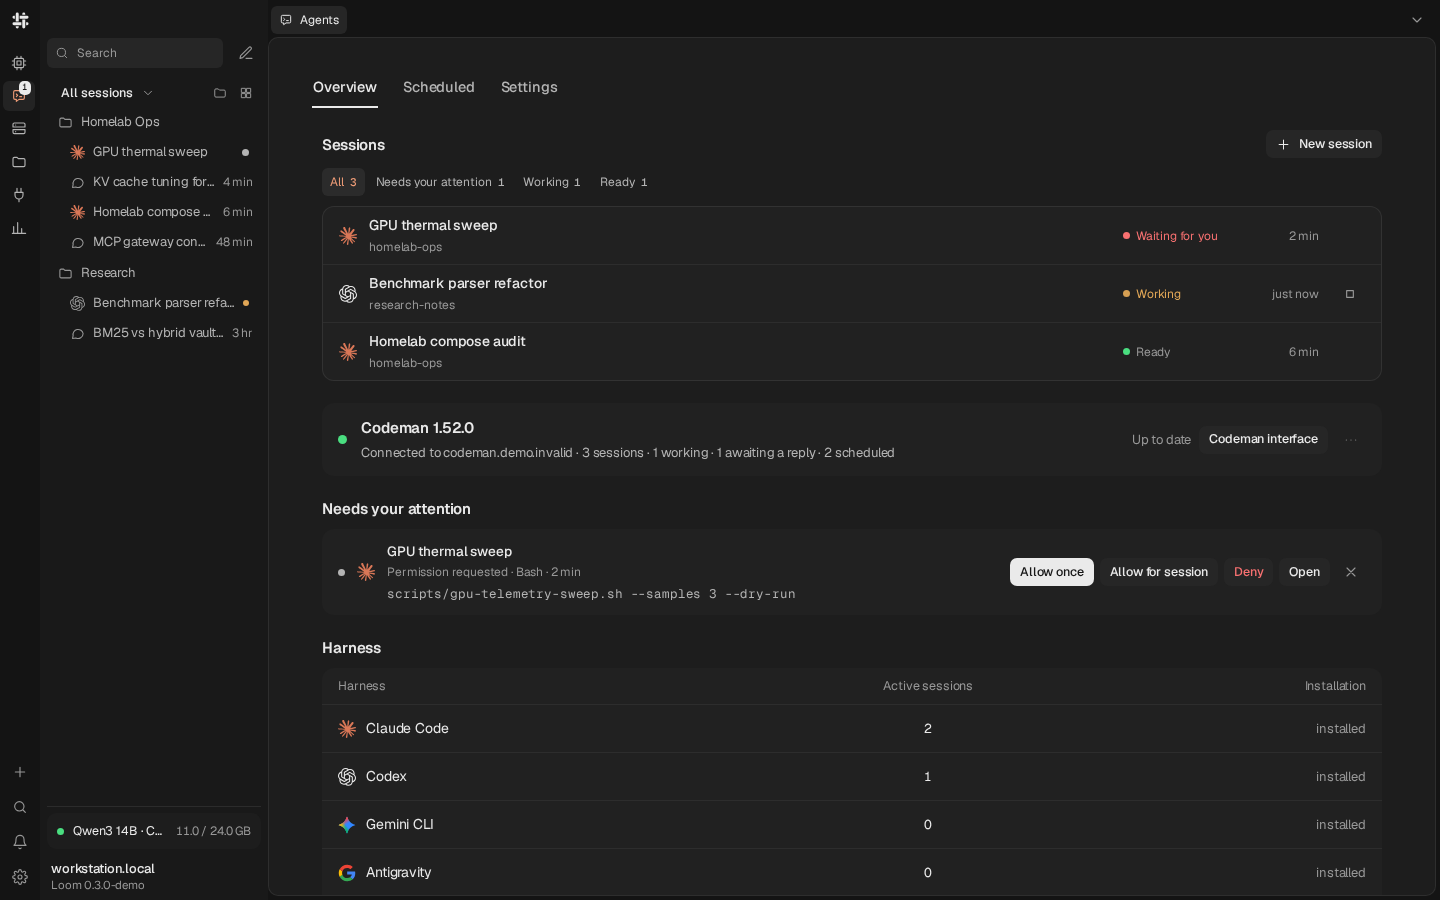 Agents
Search
1
All sessions
Homelab Ops
GPU thermal sweep
KV cache tuning for... 4 min
Homelab compose ... 6 min
MCP gateway con... 48 min
Research
Benchmark parser refa...
BM25 vs hybrid vault... 3 hr
Qwen3 14B · C... 11.0 / 24.0 GB
workstation.local
Loom 0.3.0-demo
Overview Scheduled Settings
Sessions
New session
All 3 Needs your attention 1 Working 1 Ready 1
GPU thermal sweep
homelab-ops
Waiting for you 2 min
Benchmark parser refactor
research-notes
Working just now
Homelab compose audit
homelab-ops
Ready 6 min
Codeman 1.52.0
Connected to codeman.demo.invalid · 3 sessions · 1 working · 1 awaiting a reply · 2 scheduled
Up to date Codeman interface ...
Needs your attention
GPU thermal sweep
Permission requested · Bash · 2 min
scripts/gpu-telemetry-sweep.sh --samples 3 --dry-run
Allow once Allow for session Deny Open
Harness
Harness Active sessions Installation
Claude Code 2 installed
Codex 1 installed
Gemini CLI 0 installed
Antigravity 0 installed